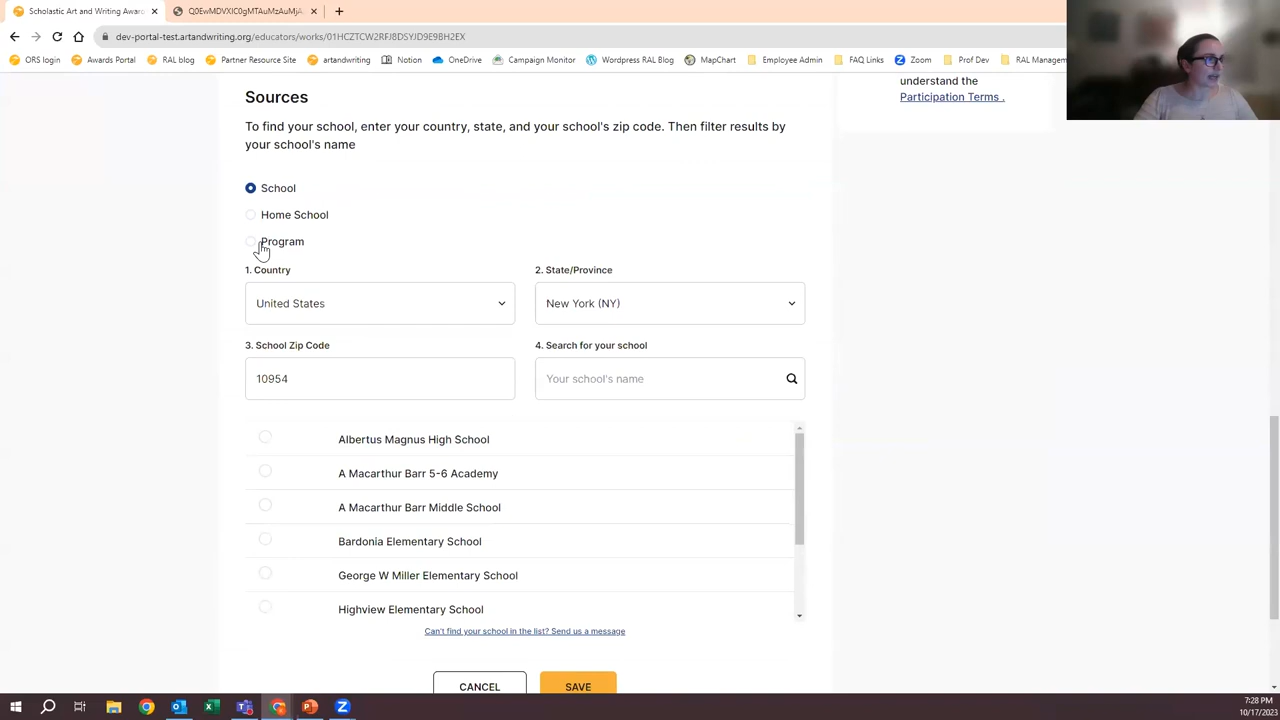 Scholastic Art and Writing Awar
Q0EwMDVXIC0gMTAuMzAuMjA
dev-portal-test.artandwriting.org/educators/works/01HCZTCW2RFJ8DSYJD9E9BH2EX
ORS login
Awards Portal
RAL blog
Partner Resource Site
artandwriting
Notion
OneDrive
Campaign Monitor
Wordpress RAL Blog
MapChart
Employee Admin
FAQ Links
Zoom
Prof Dev
RAL Managem
understand the
Participation Terms .
Sources
To find your school, enter your country, state, and your school's zip code. Then filter results by
your school's name
School
Home School
Program
1. Country
2. State/Province
United States
New York (NY)
3. School Zip Code
4. Search for your school
10954
Your school's name
Albertus Magnus High School
A Macarthur Barr 5-6 Academy
A Macarthur Barr Middle School
Bardonia Elementary School
George W Miller Elementary School
Highview Elementary School
Can't find your school in the list? Send us a message
CANCEL
SAVE
7:28 PM
10/17/2023